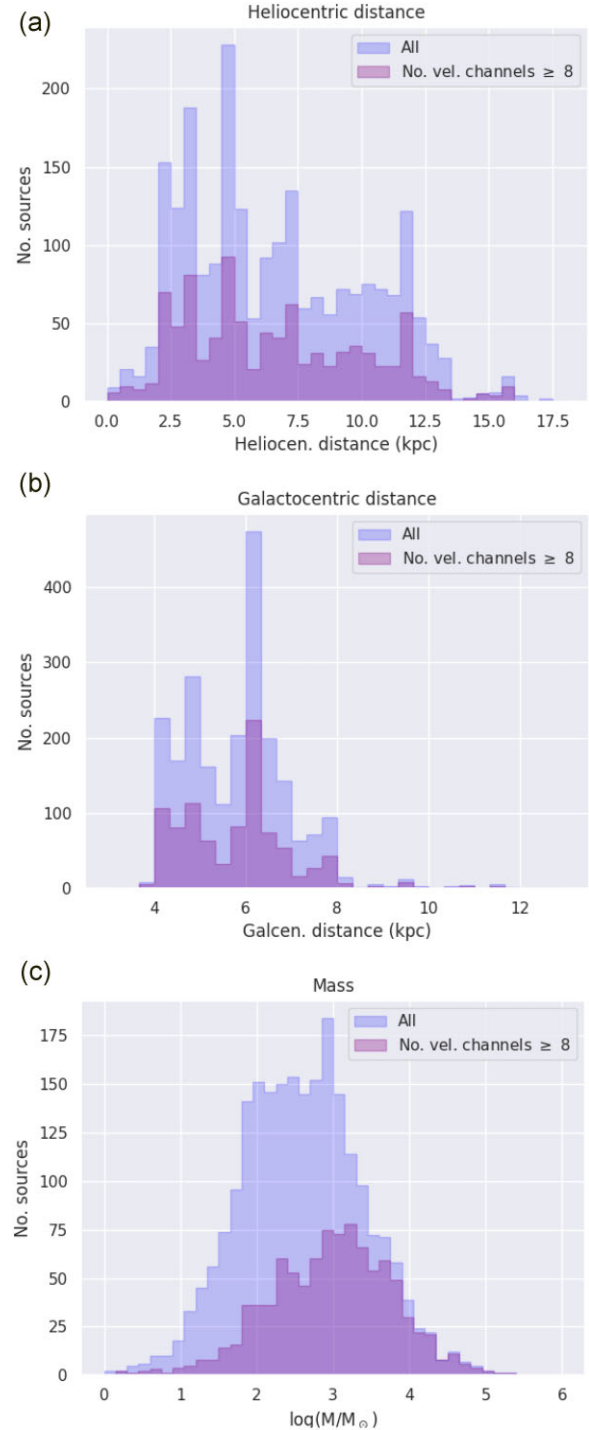 (a)
Heliocentric distance
All
No. vel. channels ≥ 8
No. sources
200
150
100
50
0
0.0 2.5 5.0 7.5 10.0 12.5 15.0 17.5
Heliocen. distance (kpc)
(b)
Galactocentric distance
All
No. vel. channels ≥ 8
No. sources
400
300
200
100
0
4 6 8 10 12
Galcen. distance (kpc)
(c)
Mass
All
No. vel. channels ≥ 8
No. sources
175
150
125
100
75
50
25
0
0 1 2 3 4 5 6
log(M/M⊙)